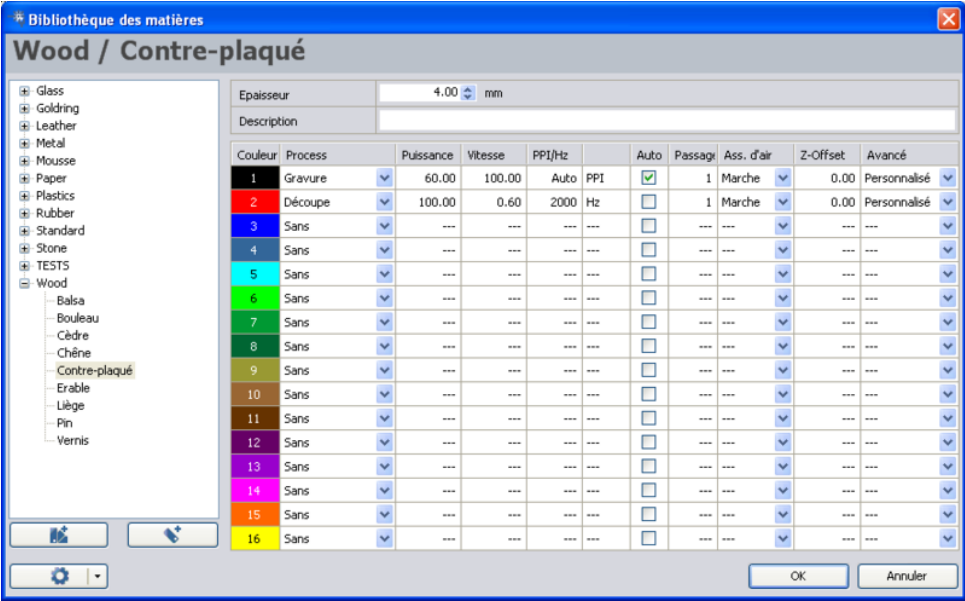 Bibliothèque des matières
Wood / Contre-plaqué
Glass
Goldring
Leather
Metal
Mousse
Paper
Plastics
Rubber
Standard
Stone
TESTS
Wood
Balsa
Bouleau
Cèdre
Chêne
Contre-plaqué
Erable
Liège
Pin
Vernis
Epaisseur 4.00 mm
Description
Couleur Process Puissance Vitesse PPI/Hz Auto Passage Ass. d'air Z-Offset Avancé
1 Gravure 60.00 100.00 Auto PPI 1 Marche 0.00 Personnalisé
2 Découpe 100.00 0.60 2000 Hz 1 Marche 0.00 Personnalisé
3 Sans --- --- --- --- --- --- --- ---
4 Sans --- --- --- --- --- --- --- ---
5 Sans --- --- --- --- --- --- --- ---
6 Sans --- --- --- --- --- --- --- ---
7 Sans --- --- --- --- --- --- --- ---
8 Sans --- --- --- --- --- --- --- ---
9 Sans --- --- --- --- --- --- --- ---
10 Sans --- --- --- --- --- --- --- ---
11 Sans --- --- --- --- --- --- --- ---
12 Sans --- --- --- --- --- --- --- ---
13 Sans --- --- --- --- --- --- --- ---
14 Sans --- --- --- --- --- --- --- ---
15 Sans --- --- --- --- --- --- --- ---
16 Sans --- --- --- --- --- --- --- ---
OK Annuler